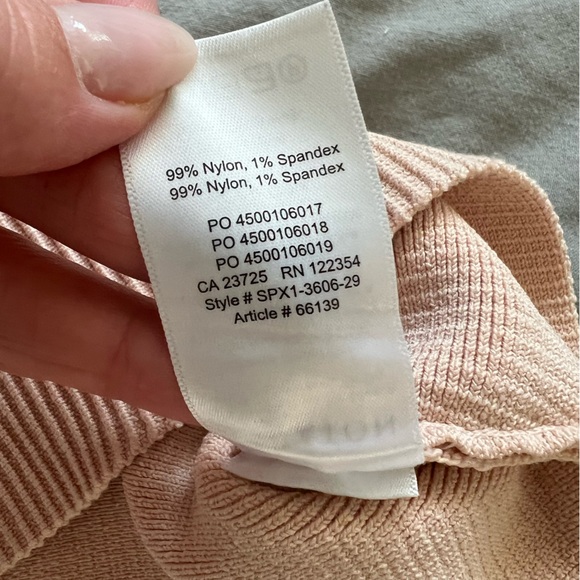 99% Nylon, 1% Spandex
99% Nylon, 1% Spandex
PO 4500106017
PO 4500106018
PO 4500106019
CA 23725 RN 122354
Style # SPX1-3606-29
Article # 66139